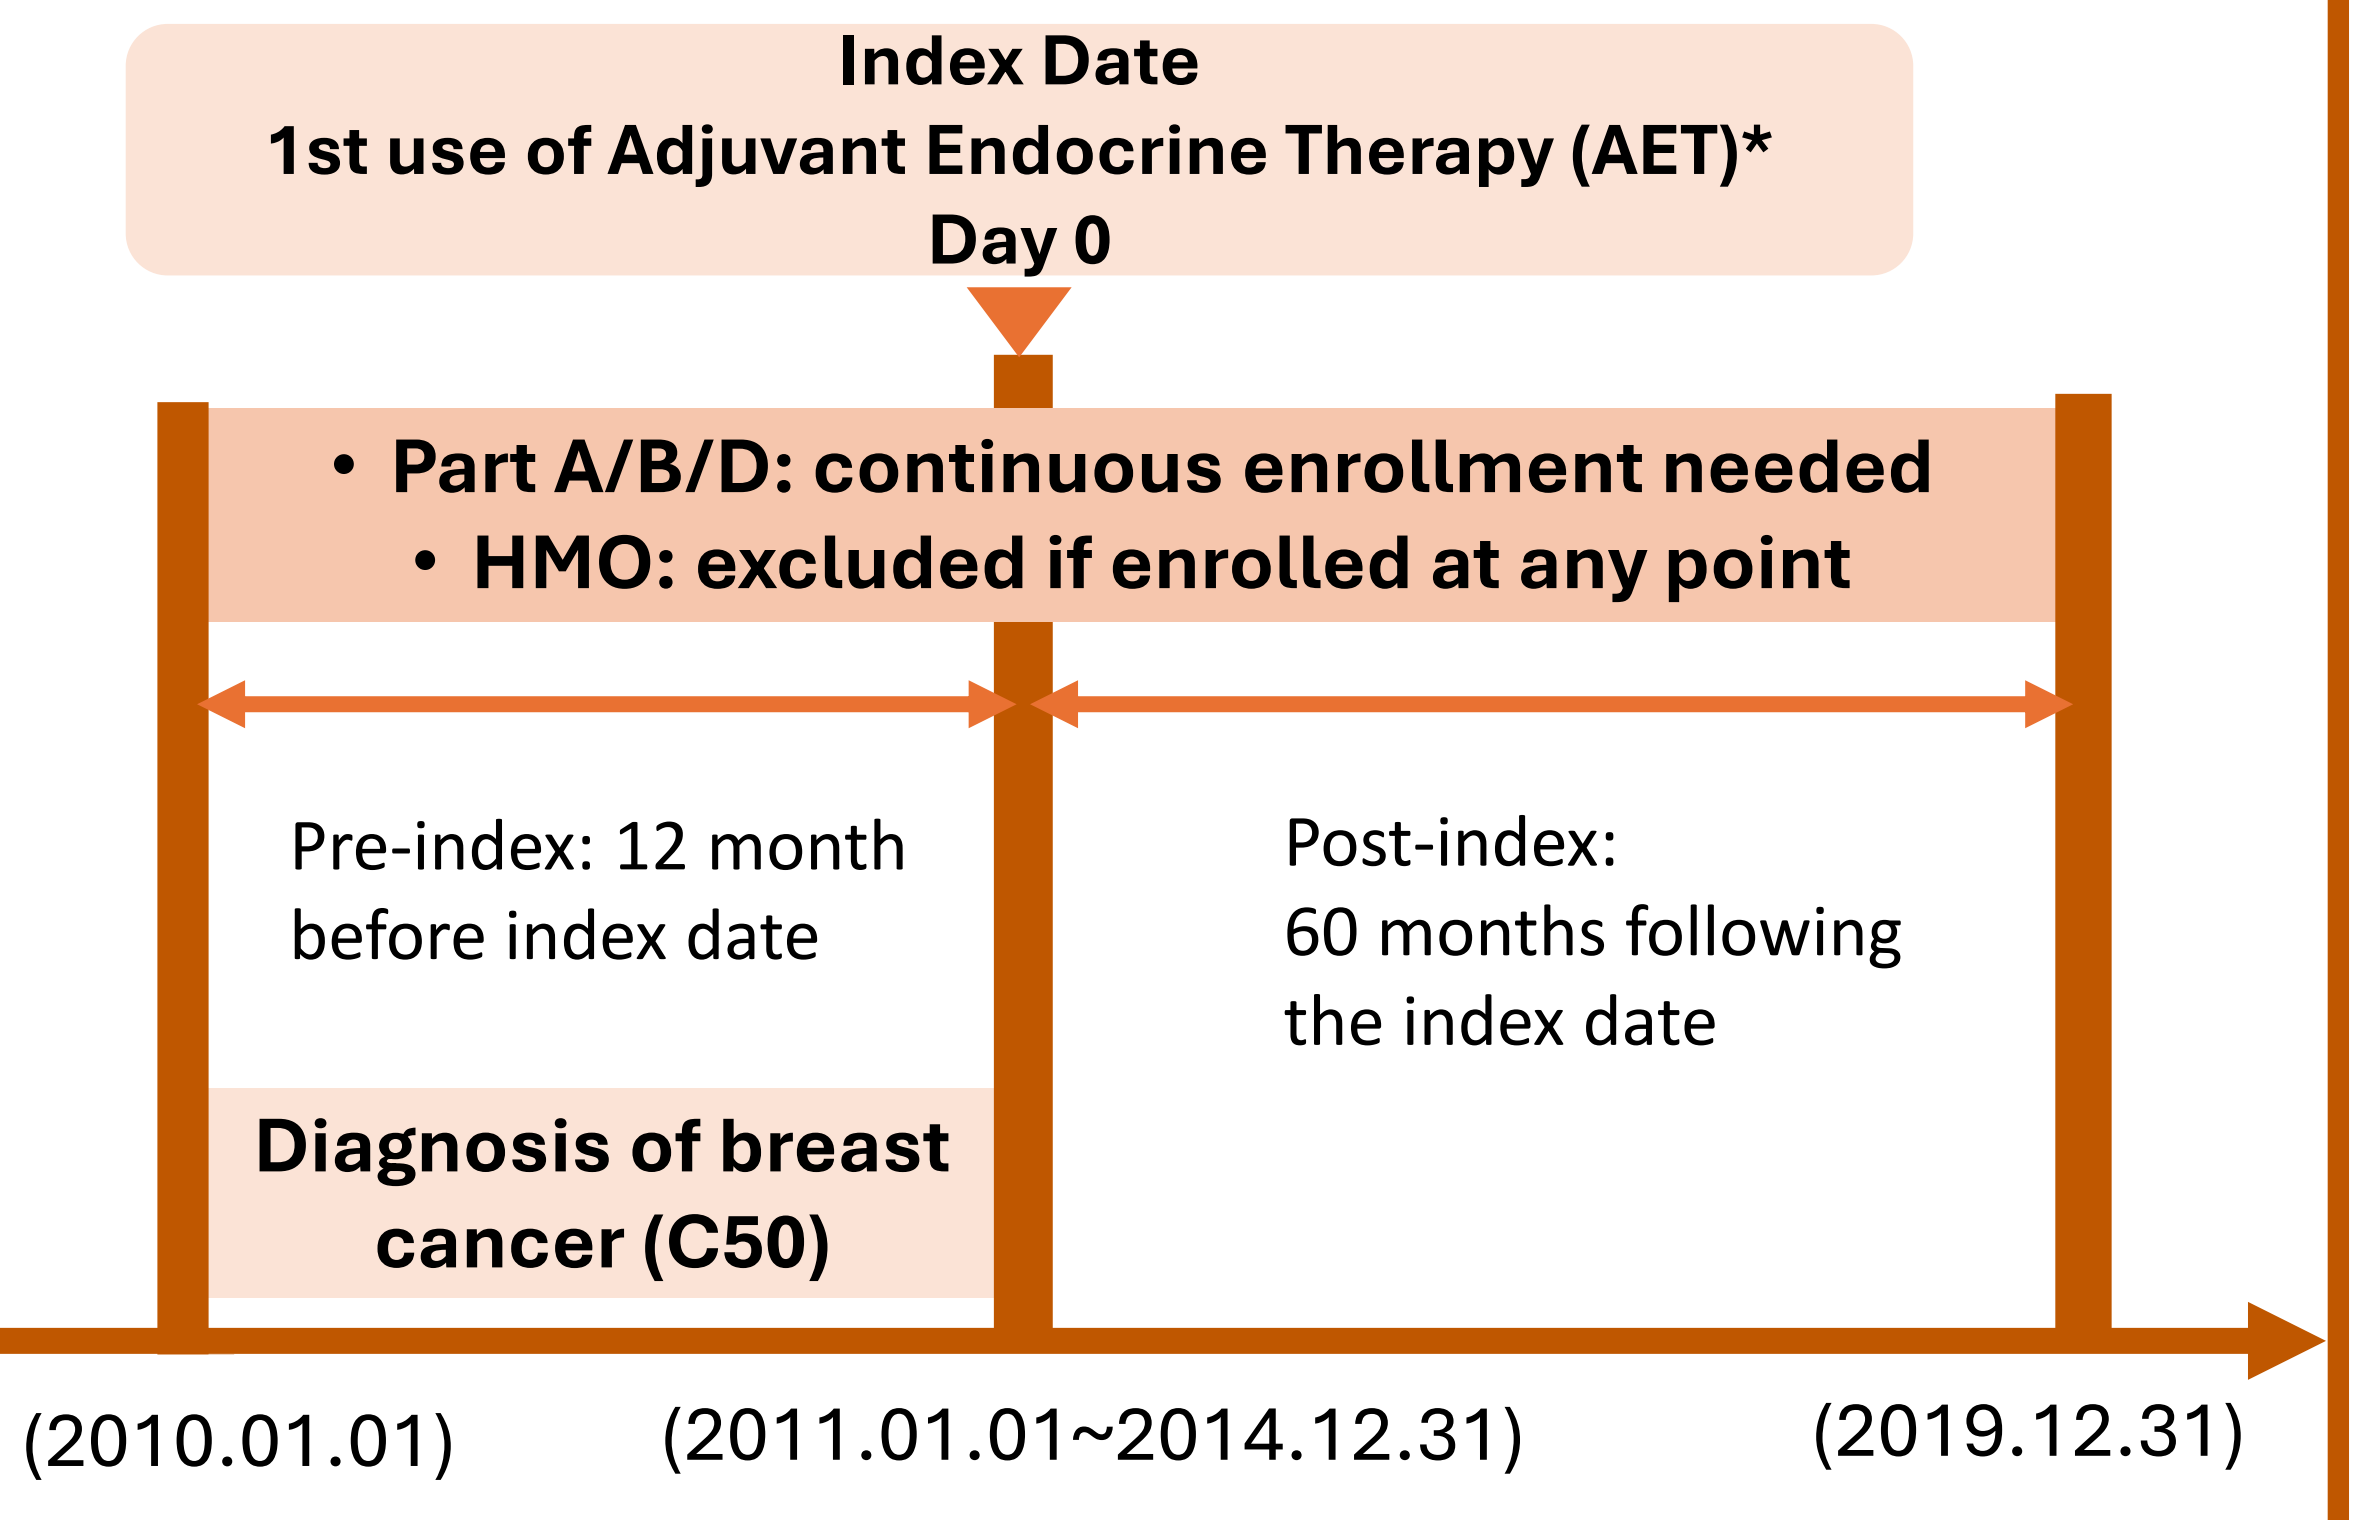 Index Date
1st use of Adjuvant Endocrine Therapy (AET)*
Day 0
• Part A/B/D: continuous enrollment needed
• HMO: excluded if enrolled at any point
Pre-index: 12 month
before index date
Post-index:
60 months following
the index date
Diagnosis of breast
cancer (C50)
(2010.01.01)
(2011.01.01~2014.12.31)
(2019.12.31)